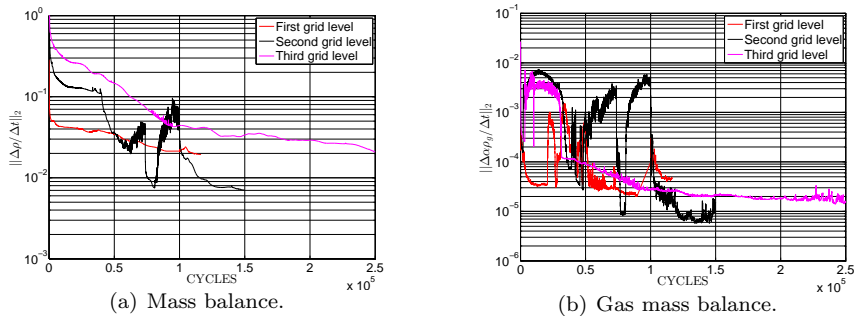 10^0
10^-1
10^-2
10^-3
||Δρ/Δt||_2
0
0.5
1
1.5
2
2.5
CYCLES
x 10^5
First grid level
Second grid level
Third grid level
(a) Mass balance.
10^-1
10^-2
10^-3
10^-4
10^-5
10^-6
||Δαρ_g/Δt||_2
0
0.5
1
1.5
2
2.5
CYCLES
x 10^5
First grid level
Second grid level
Third grid level
(b) Gas mass balance.